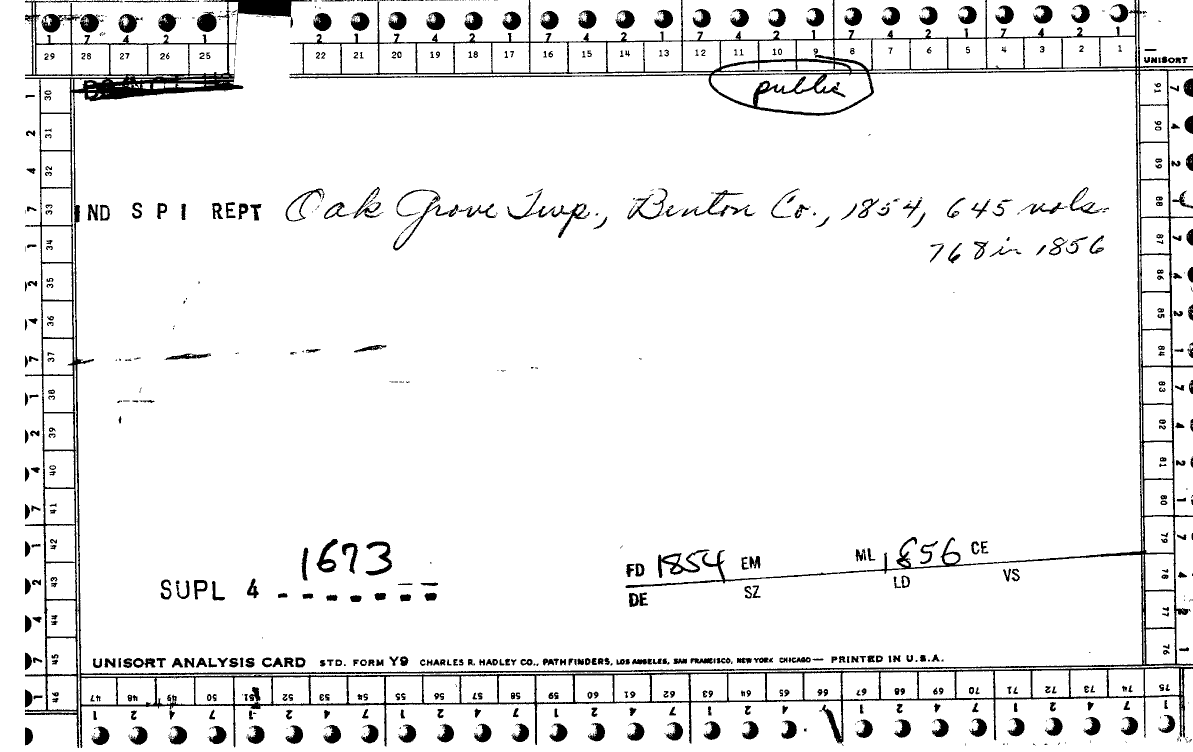 1 7 4 2 1 2 1 7 4 2 1 7 4 2 1 7 4 2 1 7 4 2 1 7 4 2 1
29 28 27 26 25 22 21 20 19 18 17 16 15 14 13 12 11 10 9 8 7 6 5 4 3 2 1
UNISORT
public
IND S P I REPT Oak Grove Twp., Benton Co., 1854, 645 vols.
768 in 1856
1673
SUPL 4
FD 1854 EM ML 1856 CE
DE SZ LD VS
UNISORT ANALYSIS CARD STD. FORM Y9 CHARLES R. HADLEY CO., PATHFINDERS, LOS ANGELES, SAN FRANCISCO, NEW YORK CHICAGO — PRINTED IN U.S.A.
47 48 49 50 51 52 53 54 55 56 57 58 59 60 61 62 63 64 65 66 67 68 69 70 71 72 73 74 75
1 2 4 7 1 2 4 7 1 2 4 7 1 2 4 7 1 2 4 7 1 2 4 7 1 2 4 7 1
30 31 32 33 34 35 36 37 38 39 40 41 42 43 44 45 46
1 2 4 7 1 2 4 7 1 2 4 7 1 2 4 7 1
91 90 89 88 87 86 85 84 83 82 81 80 79 78 77 76